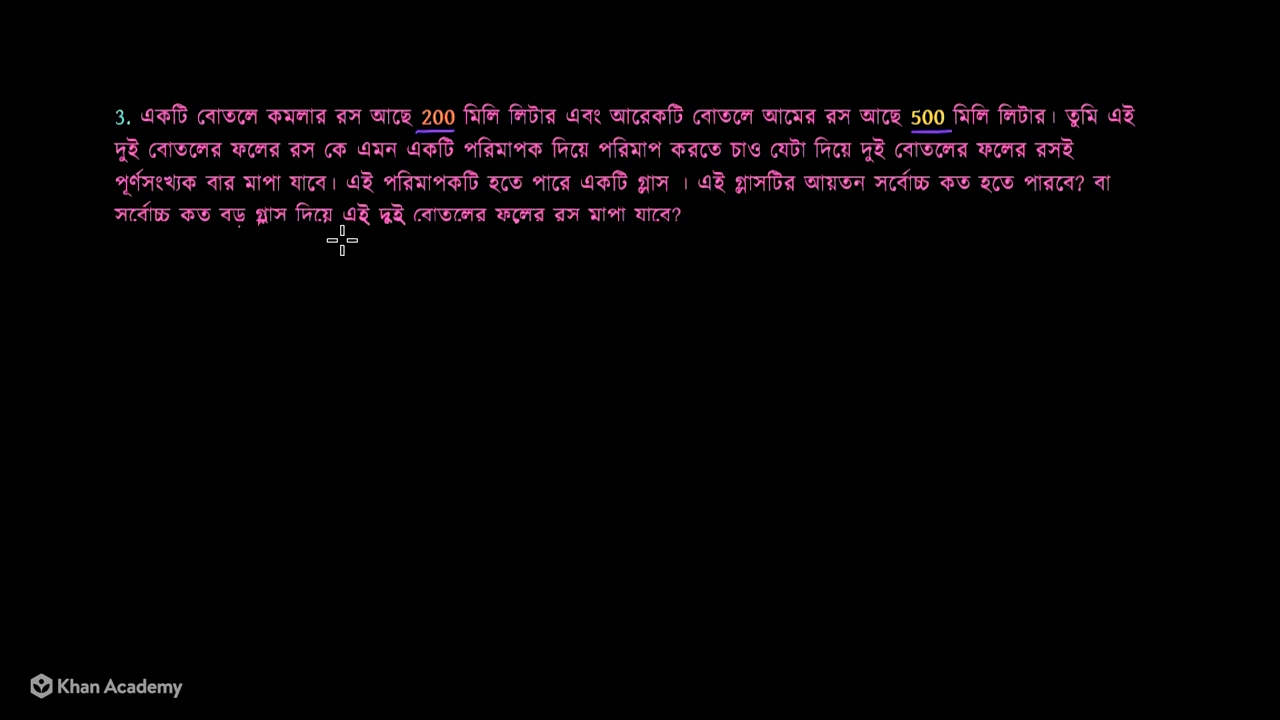 3. একটি বোতলে কমলার রস আছে 200 মিলি লিটার এবং আরেকটি বোতলে আমের রস আছে 500 মিলি লিটার। তুমি এই
দুই বোতলের ফলের রস কে এমন একটি পরিমাপক দিয়ে পরিমাপ করতে চাও যেটা দিয়ে দুই বোতলের ফলের রসই
পূর্ণসংখ্যক বার মাপা যাবে। এই পরিমাপকটি হতে পারে একটি গ্লাস । এই গ্লাসটির আয়তন সর্বোচ্চ কত হতে পারবে? বা
সর্বোচ্চ কত বড় গ্লাস দিয়ে এই দুই বোতলের ফলের রস মাপা যাবে?
Khan Academy